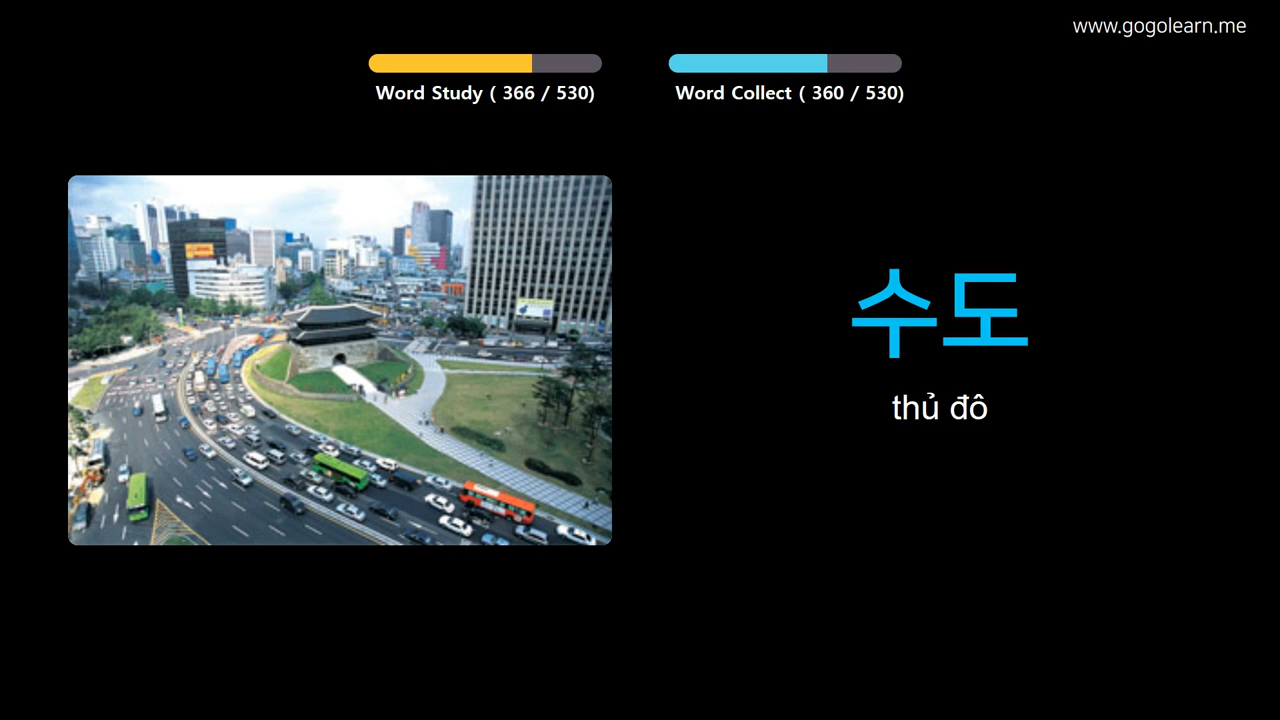 www.gogolearn.me
Word Study ( 366 / 530)
Word Collect ( 360 / 530)
수도
thủ đô